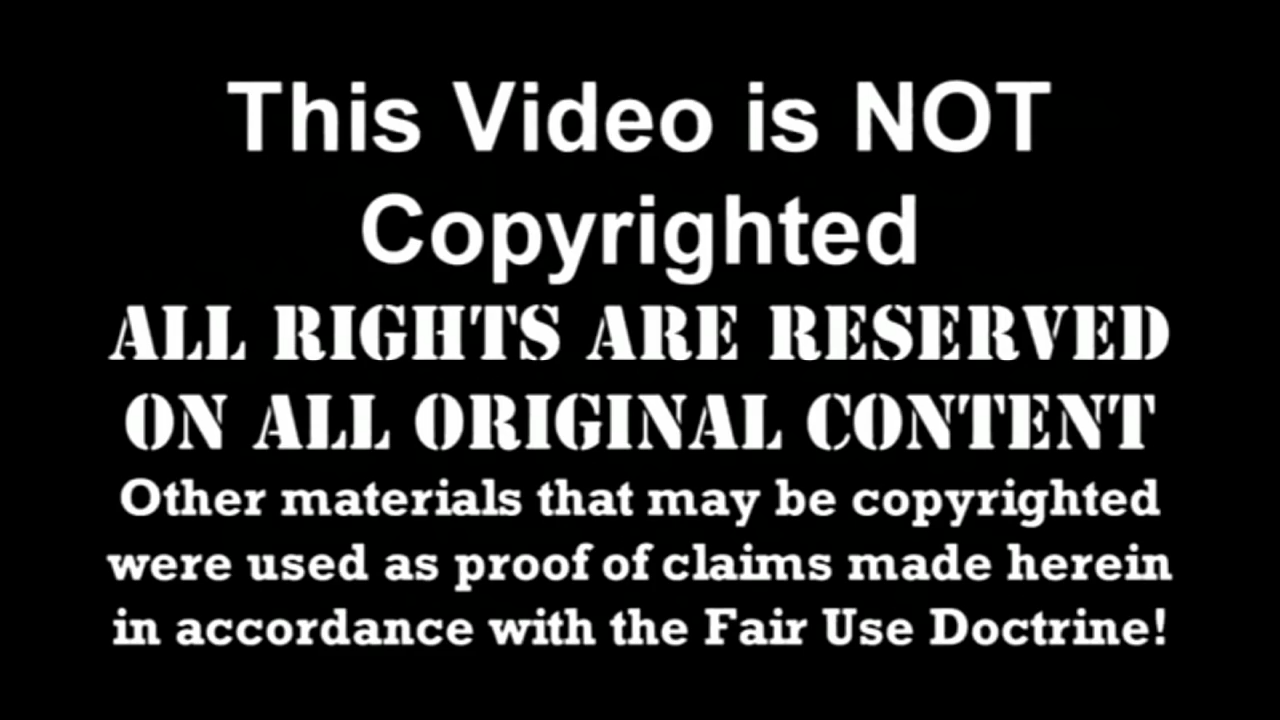 This Video is NOT
Copyrighted
ALL RIGHTS ARE RESERVED
ON ALL ORIGINAL CONTENT
Other materials that may be copyrighted
were used as proof of claims made herein
in accordance with the Fair Use Doctrine!